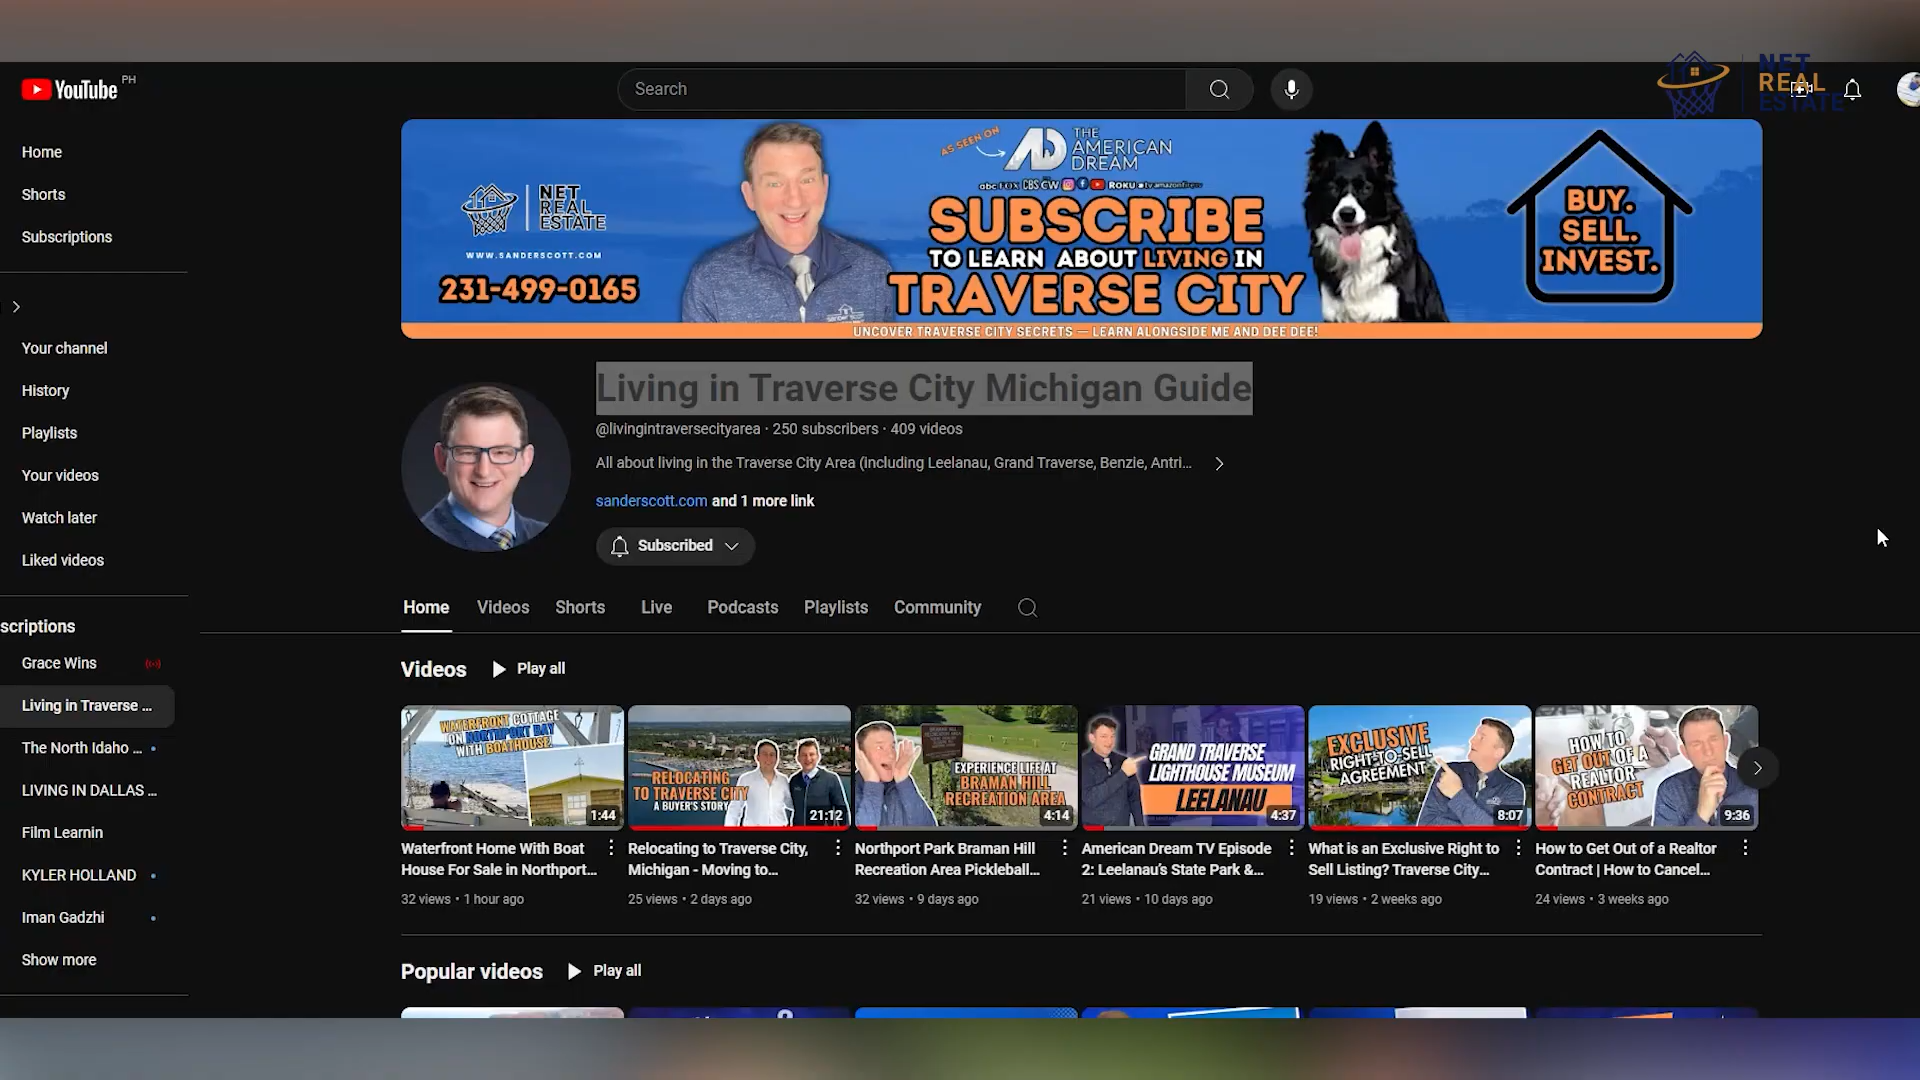 YouTube PH
Search
NET
REAL
ESTATE
Home
Shorts
Subscriptions
Your channel
History
Playlists
Your videos
Watch later
Liked videos
scriptions
Grace Wins
Living in Traverse ...
The North Idaho ...
LIVING IN DALLAS ...
Film Learnin
KYLER HOLLAND
Iman Gadzhi
Show more
NET
REAL
ESTATE
WWW.SANDERSCOTT.COM
231-499-0165
AS SEEN ON
AD THE
AMERICAN
DREAM
abc FOX CBS CW ROKU
SUBSCRIBE
TO LEARN ABOUT LIVING IN
TRAVERSE CITY
UNCOVER TRAVERSE CITY SECRETS — LEARN ALONGSIDE ME AND DEE DEE!
BUY.
SELL.
INVEST.
Living in Traverse City Michigan Guide
@livingintraversecityarea · 250 subscribers · 409 videos
All about living in the Traverse City Area (including Leelanau, Grand Traverse, Benzie, Antri...
sanderscott.com and 1 more link
Subscribed
Home Videos Shorts Live Podcasts Playlists Community
Videos Play all
WATERFRONT COTTAGE
ON NORTHPORT BAY
WITH BOATHOUSE!
1:44
Waterfront Home With Boat
House For Sale in Northport...
32 views • 1 hour ago
RELOCATING
TO TRAVERSE CITY
A BUYER'S STORY
21:12
Relocating to Traverse City,
Michigan - Moving to...
25 views • 2 days ago
EXPERIENCE LIFE AT
BRAMAN HILL
RECREATION AREA
4:14
Northport Park Braman Hill
Recreation Area Pickleball...
32 views • 9 days ago
GRAND TRAVERSE
LIGHTHOUSE MUSEUM
LEELANAU
4:37
American Dream TV Episode
2: Leelanau's State Park &...
21 views • 10 days ago
EXCLUSIVE
RIGHT-TO-SELL
AGREEMENT
8:07
What is an Exclusive Right to
Sell Listing? Traverse City...
19 views • 2 weeks ago
HOW TO
GET OUT OF A
REALTOR
CONTRACT
9:36
How to Get Out of a Realtor
Contract | How to Cancel...
24 views • 3 weeks ago
Popular videos Play all